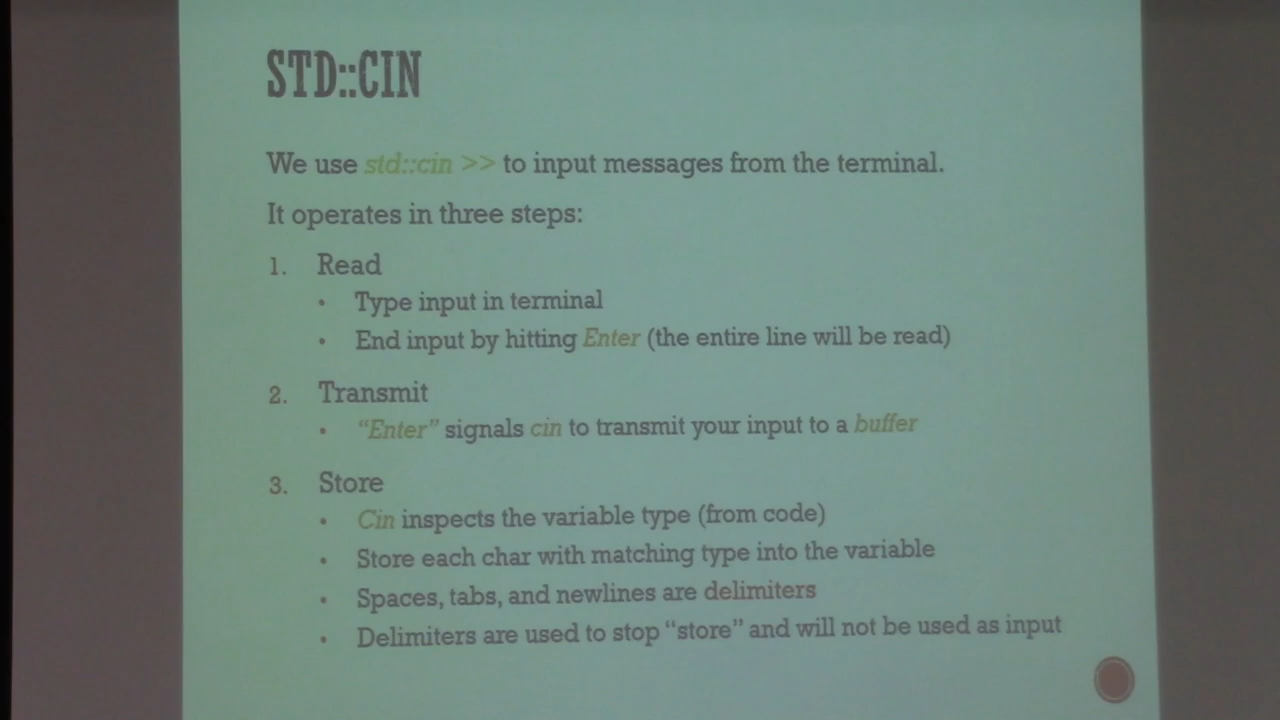 STD::CIN
We use std::cin >> to input messages from the terminal.
It operates in three steps:
1. Read
• Type input in terminal
• End input by hitting Enter (the entire line will be read)
2. Transmit
• “Enter” signals cin to transmit your input to a buffer
3. Store
• Cin inspects the variable type (from code)
• Store each char with matching type into the variable
• Spaces, tabs, and newlines are delimiters
• Delimiters are used to stop “store” and will not be used as input